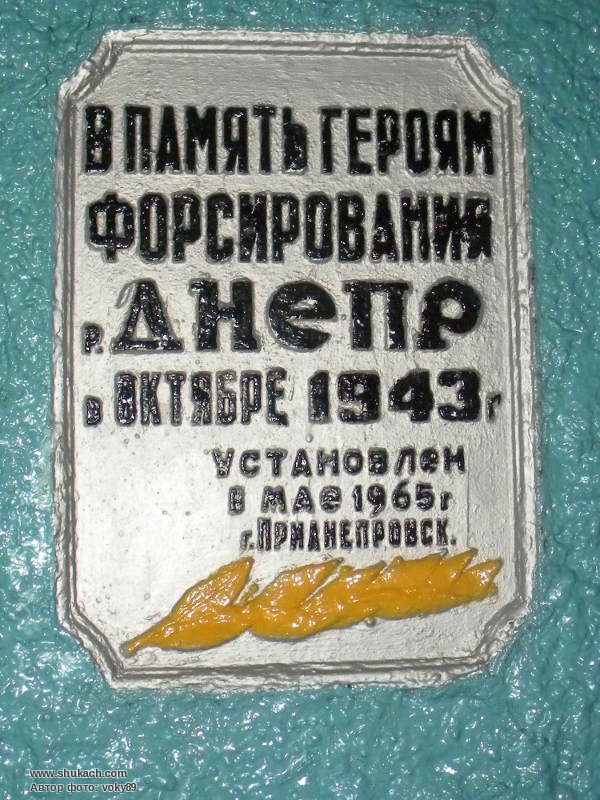 В ПАМЯТЬ ГЕРОЯМ
ФОРСИРОВАНИЯ
р. ДНЕПР
в ОКТЯБРЕ 1943 г
УСТАНОВЛЕН
В МАЕ 1965 г
г. ПРИДНЕПРОВСК.
www.shukach.com
Автор фото: voky89